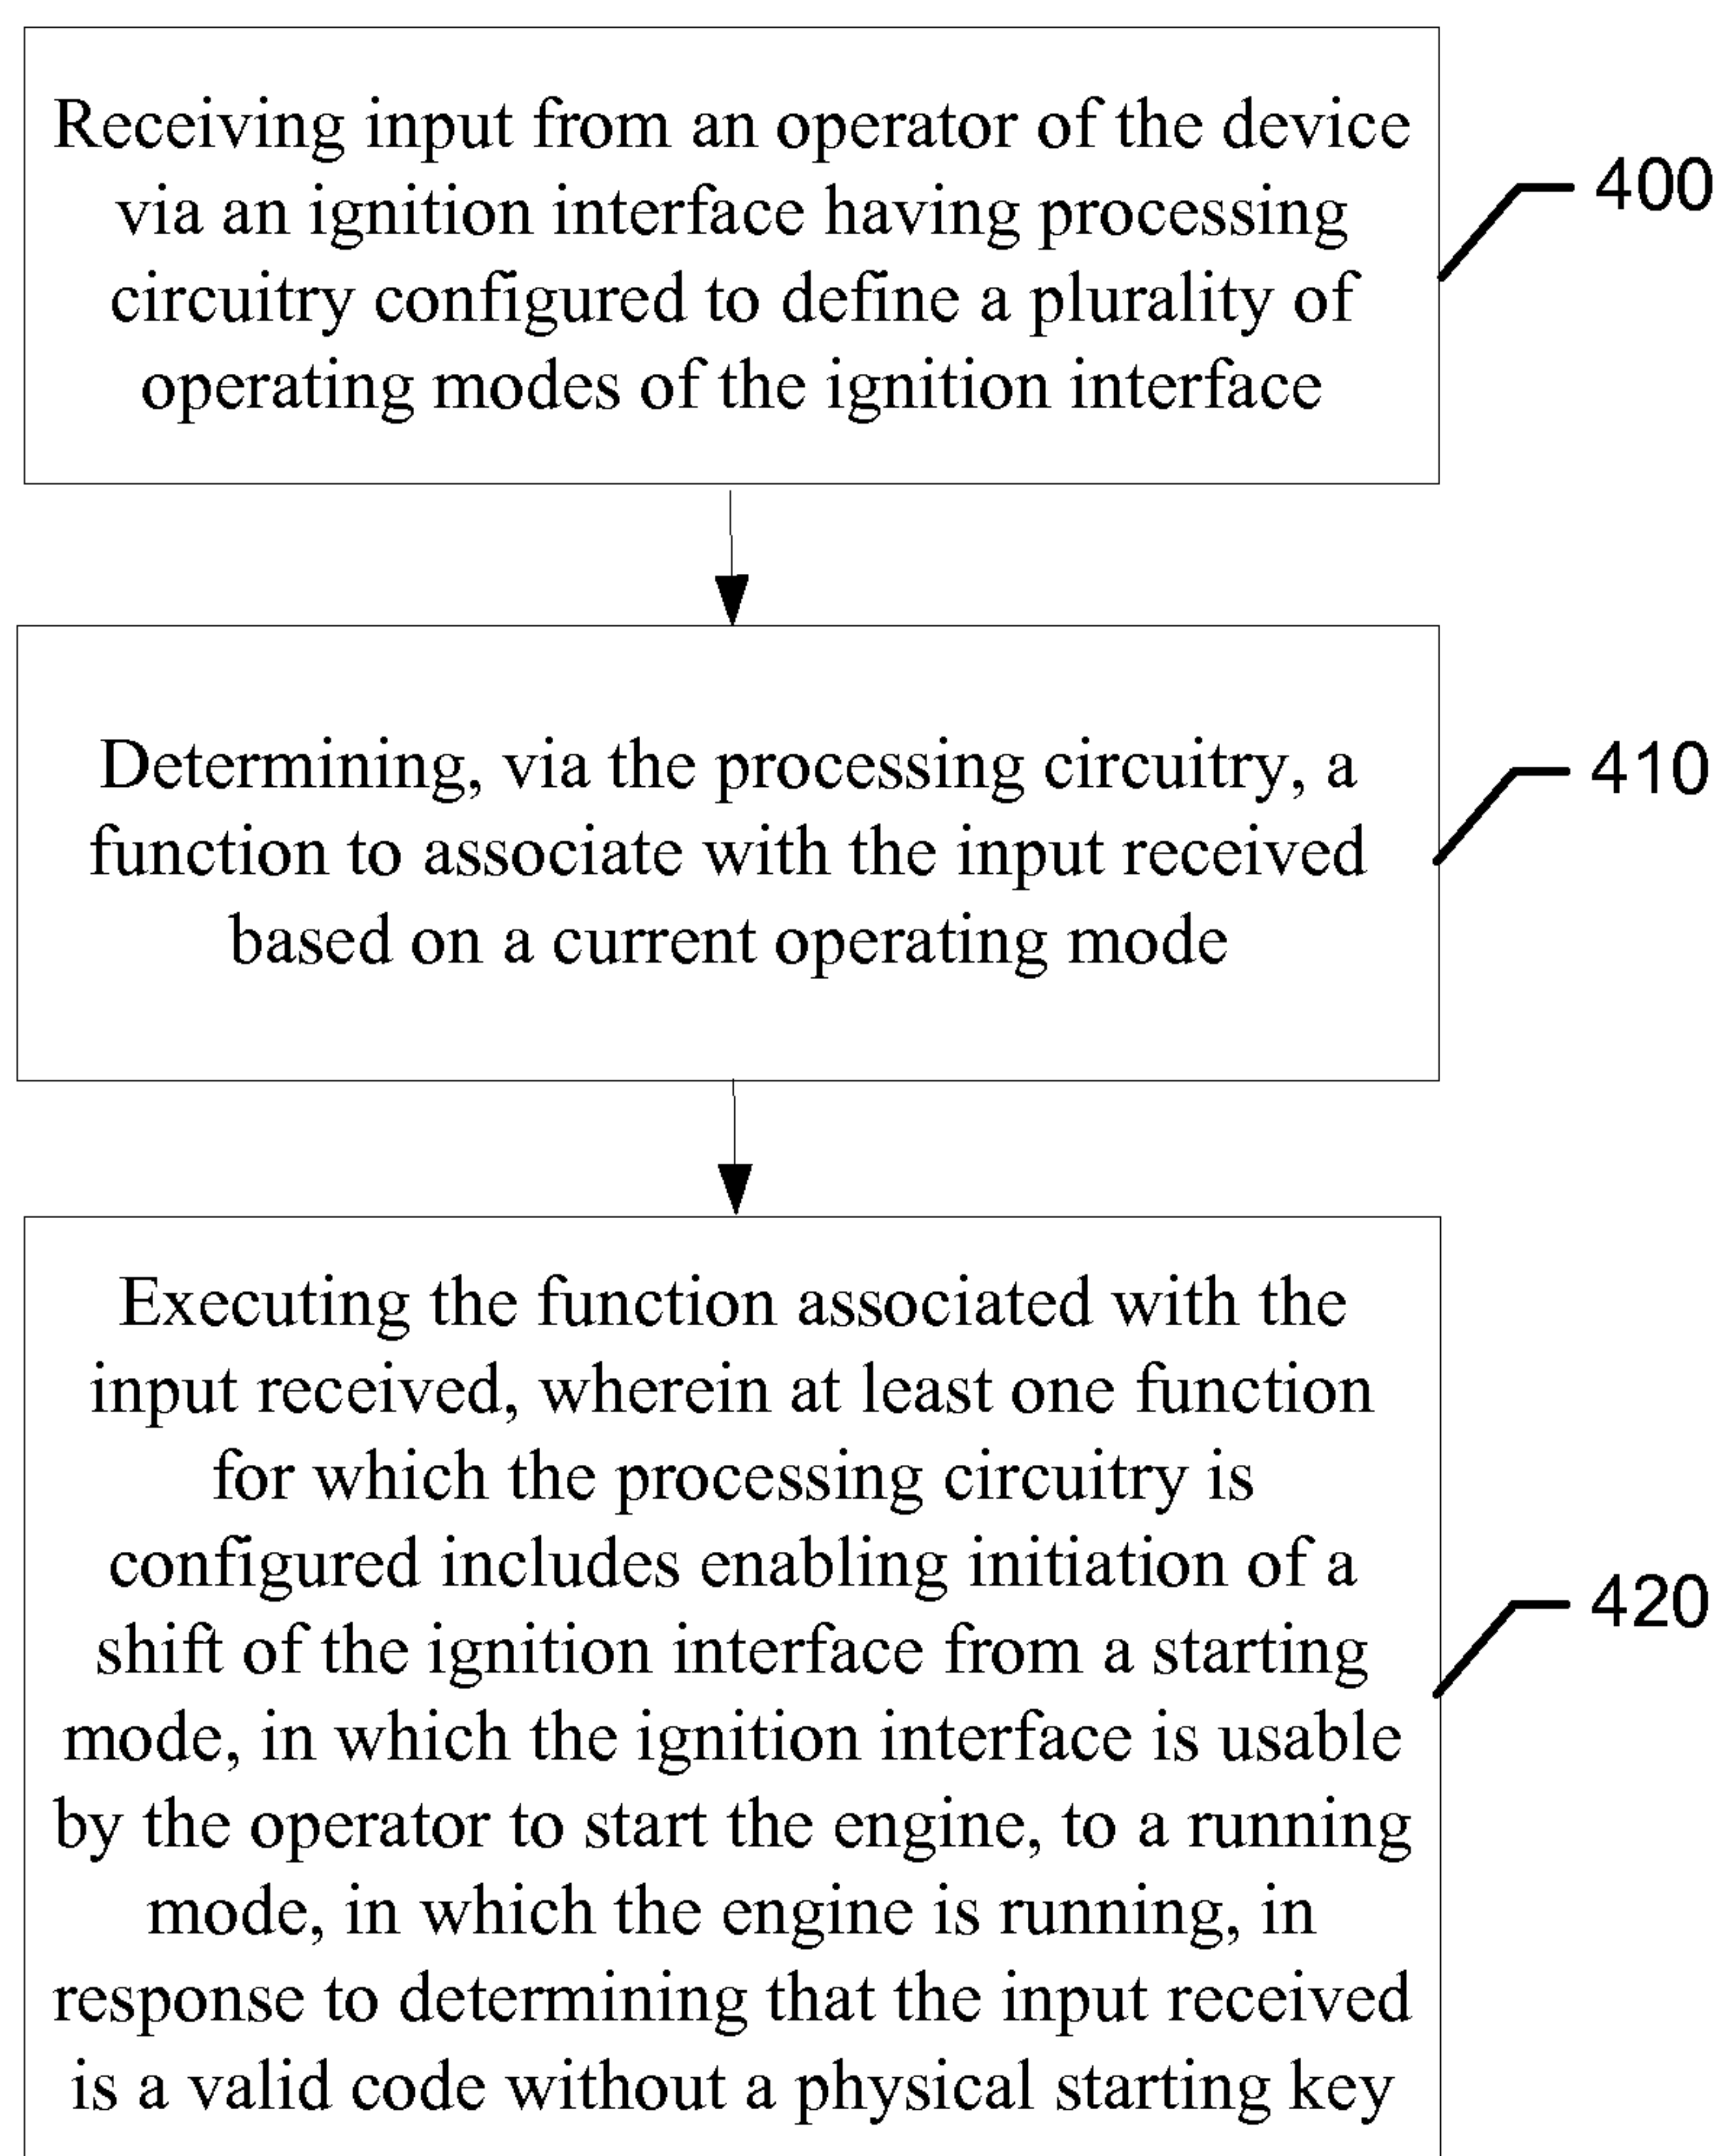 Receiving input from an operator of the device
via an ignition interface having processing
circuitry configured to define a plurality of
operating modes of the ignition interface
400
Determining, via the processing circuitry, a
function to associate with the input received
based on a current operating mode
410
Executing the function associated with the
input received, wherein at least one function
for which the processing circuitry is
configured includes enabling initiation of a
shift of the ignition interface from a starting
mode, in which the ignition interface is usable
by the operator to start the engine, to a running
mode, in which the engine is running, in
response to determining that the input received
is a valid code without a physical starting key
420